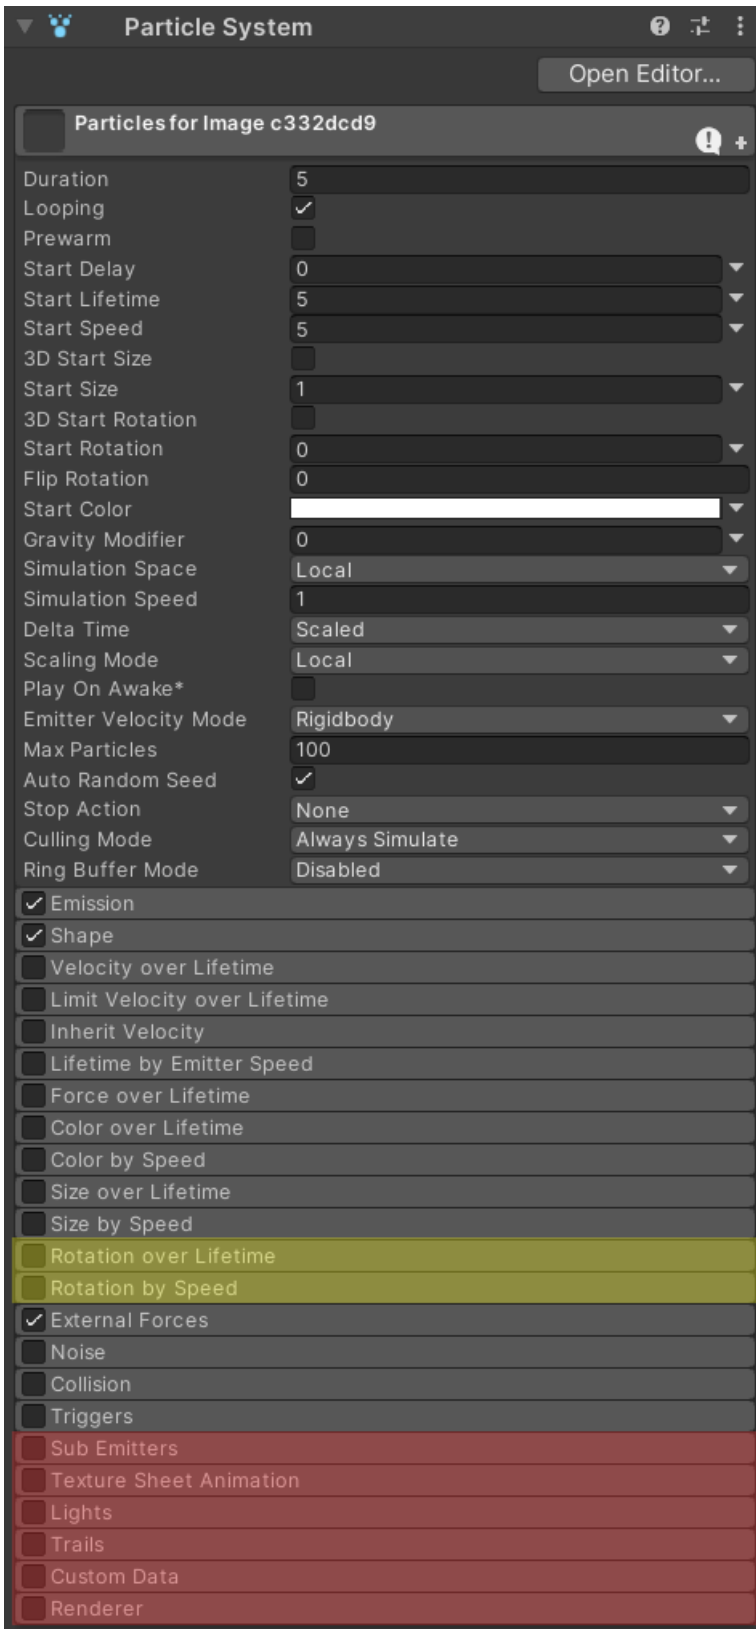 Particle System
Open Editor...
Particles for Image c332dcd9
Duration 5
Looping
Prewarm
Start Delay 0
Start Lifetime 5
Start Speed 5
3D Start Size
Start Size 1
3D Start Rotation
Start Rotation 0
Flip Rotation 0
Start Color
Gravity Modifier 0
Simulation Space Local
Simulation Speed 1
Delta Time Scaled
Scaling Mode Local
Play On Awake*
Emitter Velocity Mode Rigidbody
Max Particles 100
Auto Random Seed
Stop Action None
Culling Mode Always Simulate
Ring Buffer Mode Disabled
Emission
Shape
Velocity over Lifetime
Limit Velocity over Lifetime
Inherit Velocity
Lifetime by Emitter Speed
Force over Lifetime
Color over Lifetime
Color by Speed
Size over Lifetime
Size by Speed
Rotation over Lifetime
Rotation by Speed
External Forces
Noise
Collision
Triggers
Sub Emitters
Texture Sheet Animation
Lights
Trails
Custom Data
Renderer